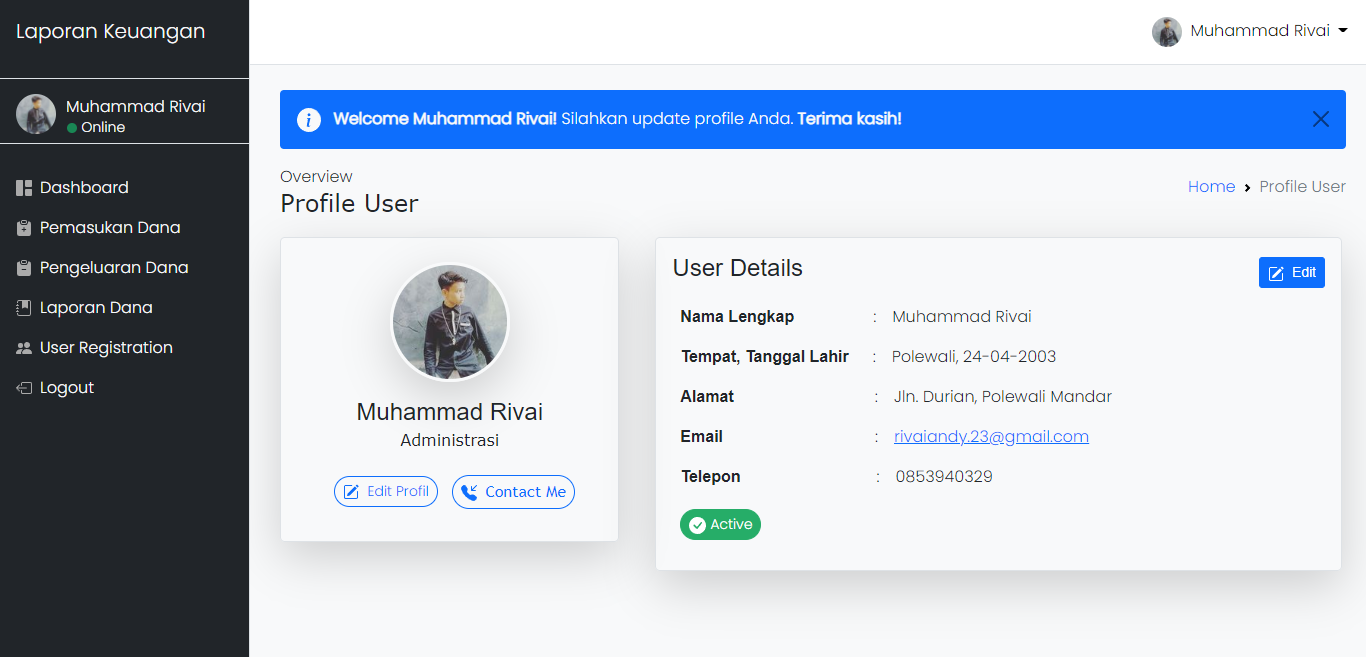 Laporan Keuangan
Muhammad Rivai
Muhammad Rivai
Online
Dashboard
Pemasukan Dana
Pengeluaran Dana
Laporan Dana
User Registration
Logout
Welcome Muhammad Rivai! Silahkan update profile Anda. Terima kasih!
Overview
Profile User
Home › Profile User
Muhammad Rivai
Administrasi
Edit Profil
Contact Me
User Details
Edit
Nama Lengkap : Muhammad Rivai
Tempat, Tanggal Lahir : Polewali, 24-04-2003
Alamat : Jln. Durian, Polewali Mandar
Email : rivaiandy.23@gmail.com
Telepon : 0853940329
Active